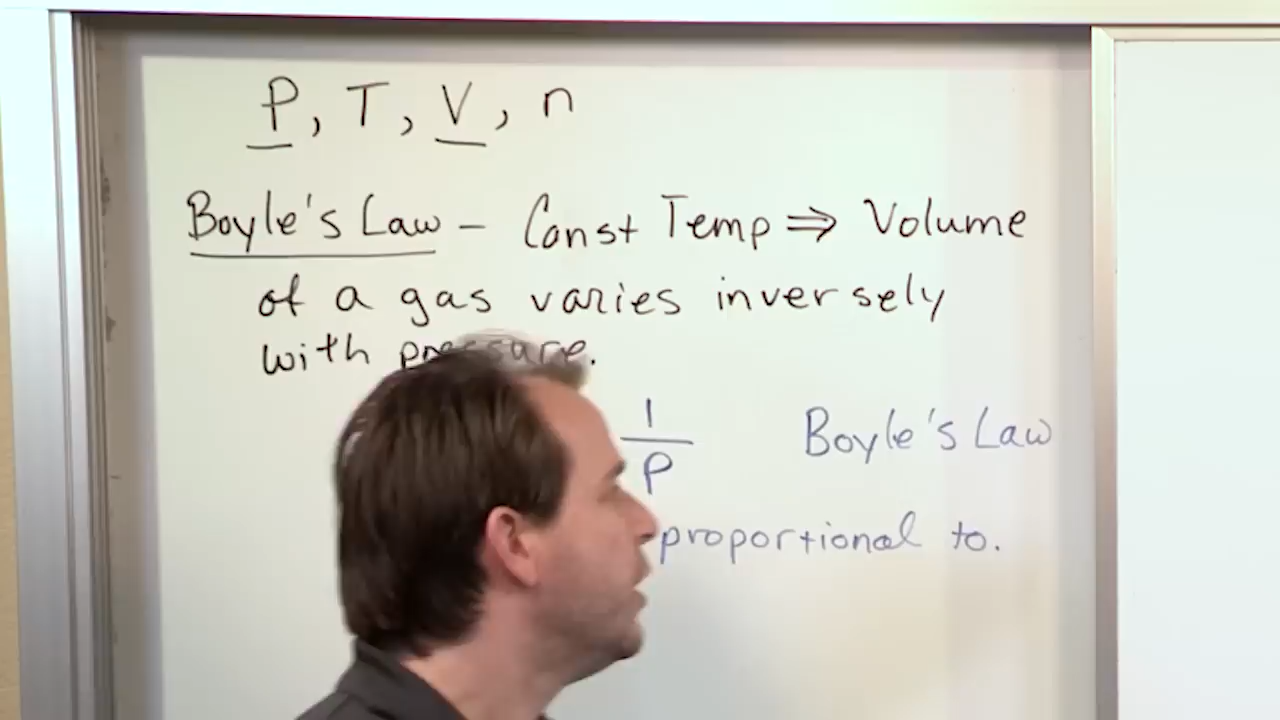 P, T, V, n
Boyle's Law - Const Temp ⇒ Volume
of a gas varies inversely
with pressure.
1
P
Boyle's Law
proportional to.